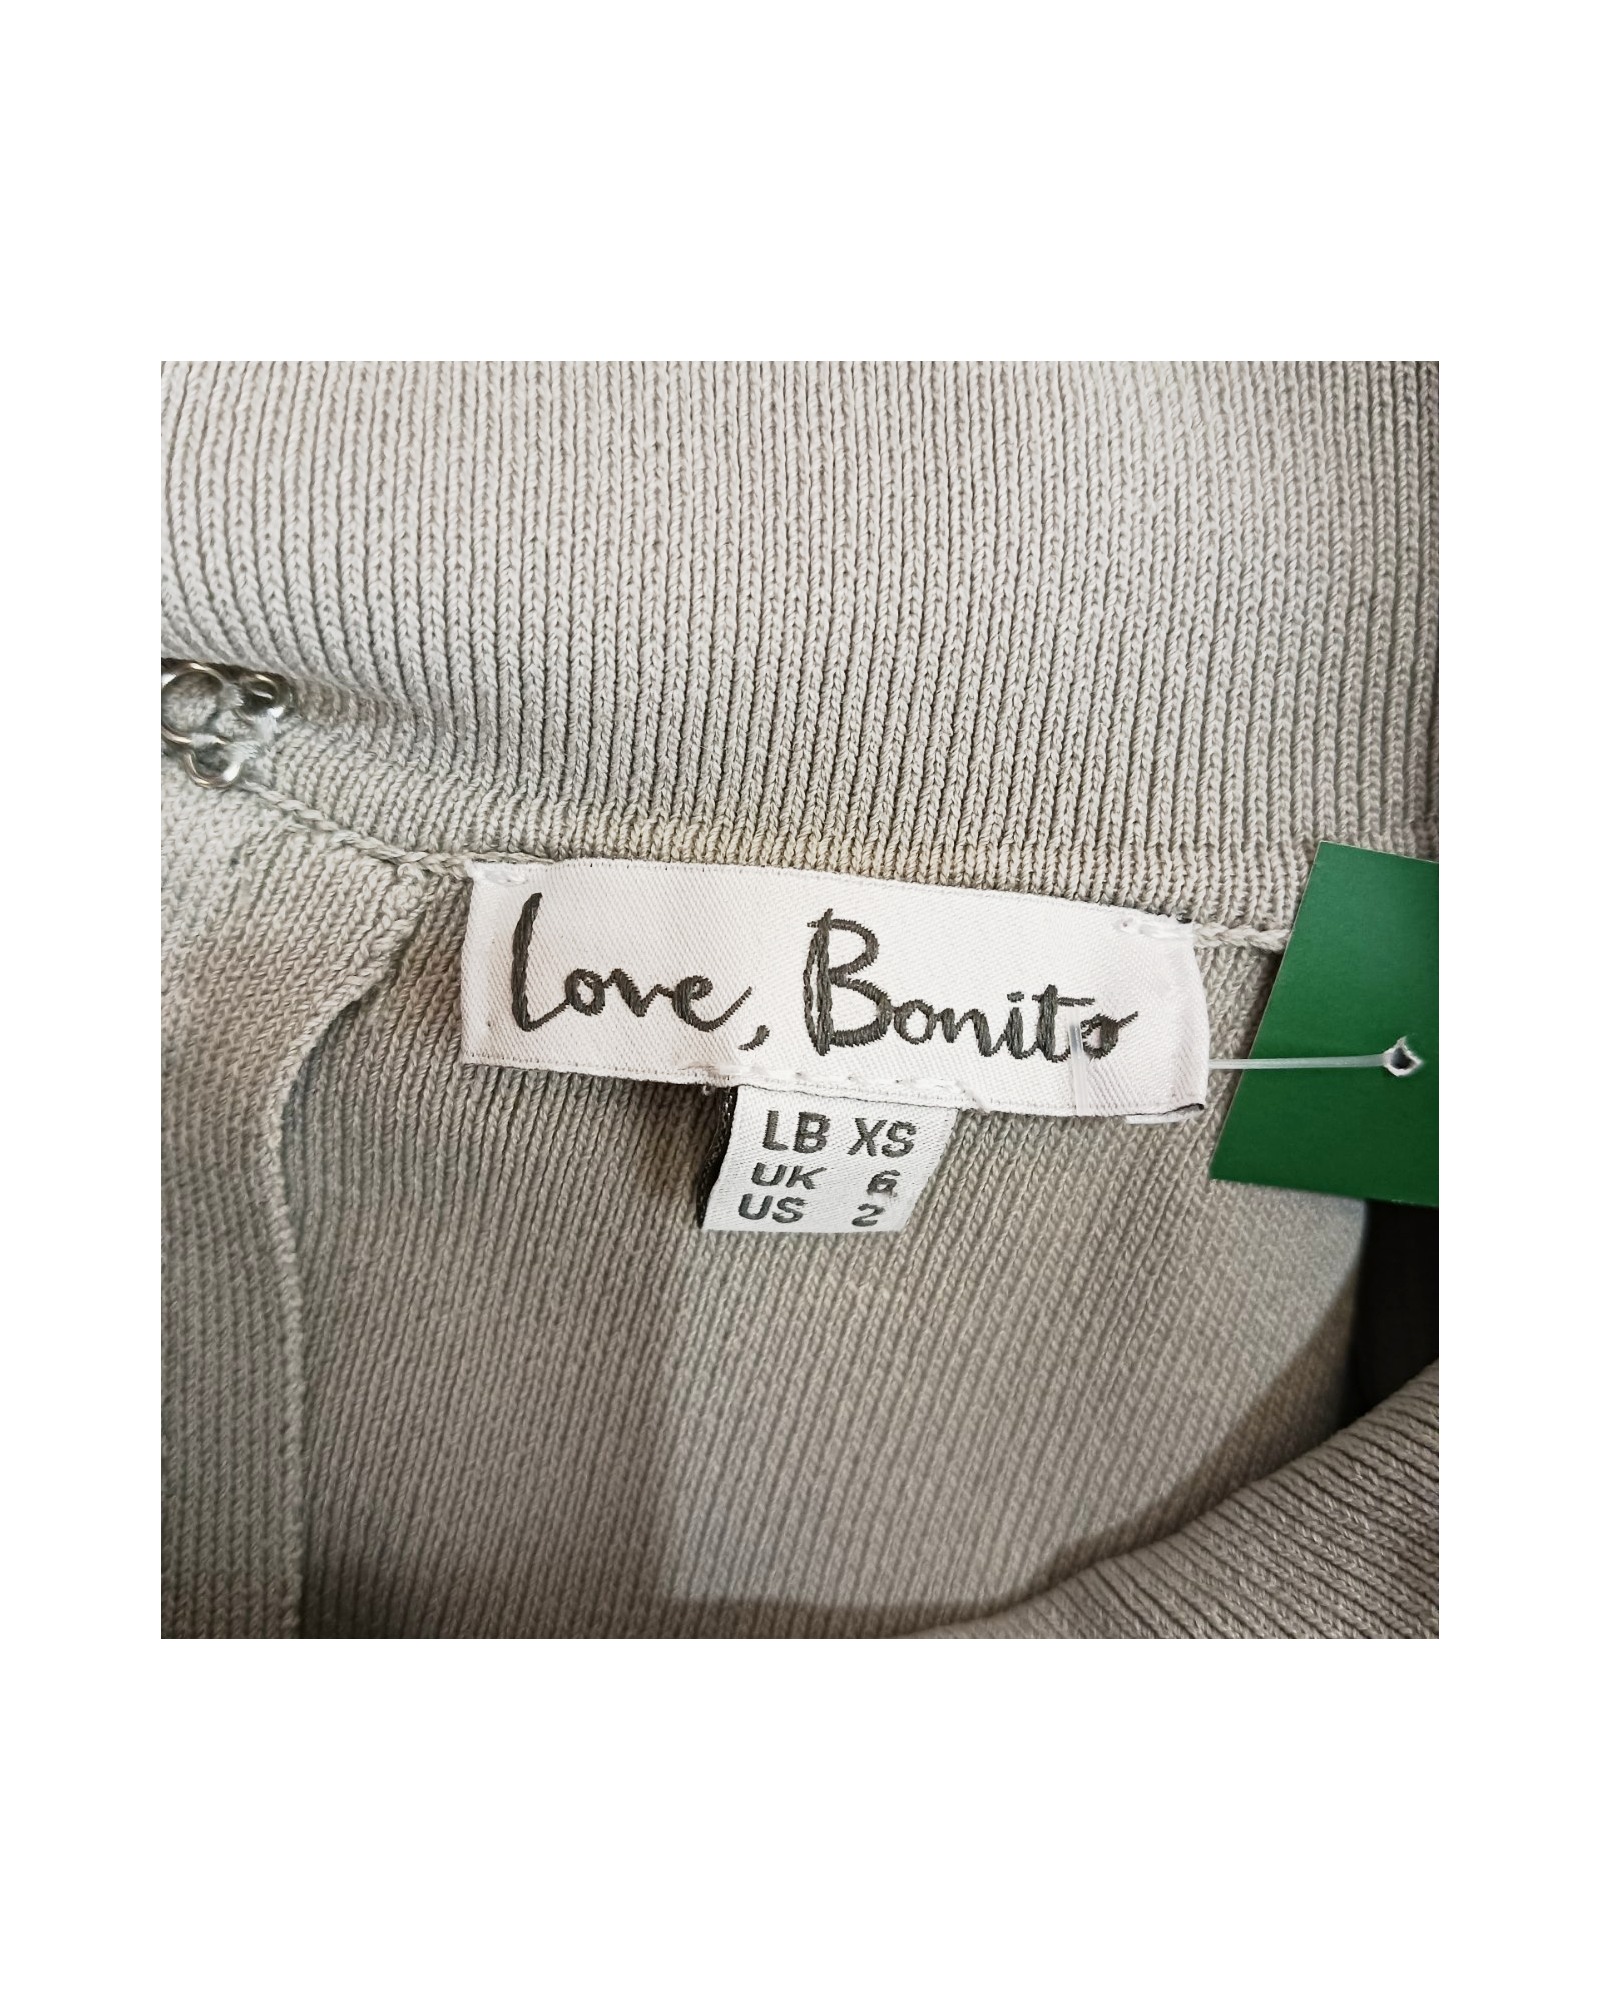 Love, Bonito
LB XS
UK 6
US 2